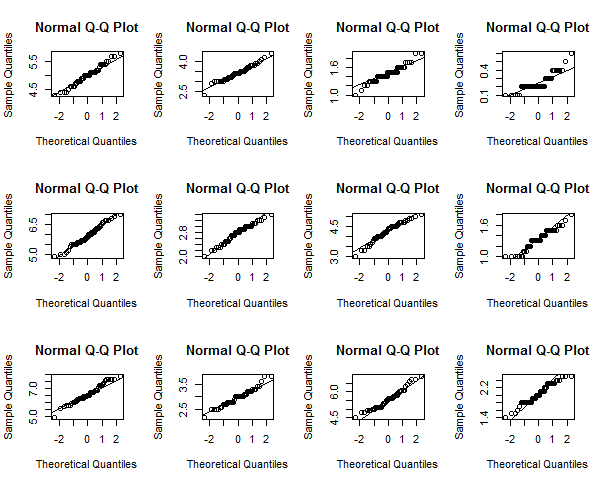 Normal Q-Q Plot Normal Q-Q Plot Normal Q-Q Plot Normal Q-Q Plot
Sample Quantiles Sample Quantiles Sample Quantiles Sample Quantiles
4.5 5.5 2.5 4.0 1.0 1.6 0.1 0.4
-2 0 1 2 -2 0 1 2 -2 0 1 2 -2 0 1 2
Theoretical Quantiles Theoretical Quantiles Theoretical Quantiles Theoretical Quantiles
Normal Q-Q Plot Normal Q-Q Plot Normal Q-Q Plot Normal Q-Q Plot
Sample Quantiles Sample Quantiles Sample Quantiles Sample Quantiles
5.0 6.5 2.0 2.8 3.0 4.5 1.0 1.6
-2 0 1 2 -2 0 1 2 -2 0 1 2 -2 0 1 2
Theoretical Quantiles Theoretical Quantiles Theoretical Quantiles Theoretical Quantiles
Normal Q-Q Plot Normal Q-Q Plot Normal Q-Q Plot Normal Q-Q Plot
Sample Quantiles Sample Quantiles Sample Quantiles Sample Quantiles
5.0 7.0 2.5 3.5 4.5 6.0 1.4 2.2
-2 0 1 2 -2 0 1 2 -2 0 1 2 -2 0 1 2
Theoretical Quantiles Theoretical Quantiles Theoretical Quantiles Theoretical Quantiles